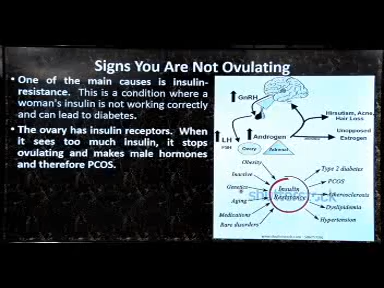 Signs You Are Not Ovulating
• One of the main causes is insulin-
resistance. This is a condition where a
woman's insulin is not working correctly
and can lead to diabetes.
• The ovary has insulin receptors. When
it sees too much insulin, it stops
ovulating and makes male hormones
and therefore PCOS.
GnRH
LH
FSH
Androgen
Ovary
Adrenal
Hirsutism, Acne,
Hair Loss
Unopposed
Estrogen
Obesity
Inactive
Genetics
Aging
Medications
Rare disorders
Insulin
Resistance
Type 2 diabetes
PCOS
Atherosclerosis
Dyslipidemia
Hypertension